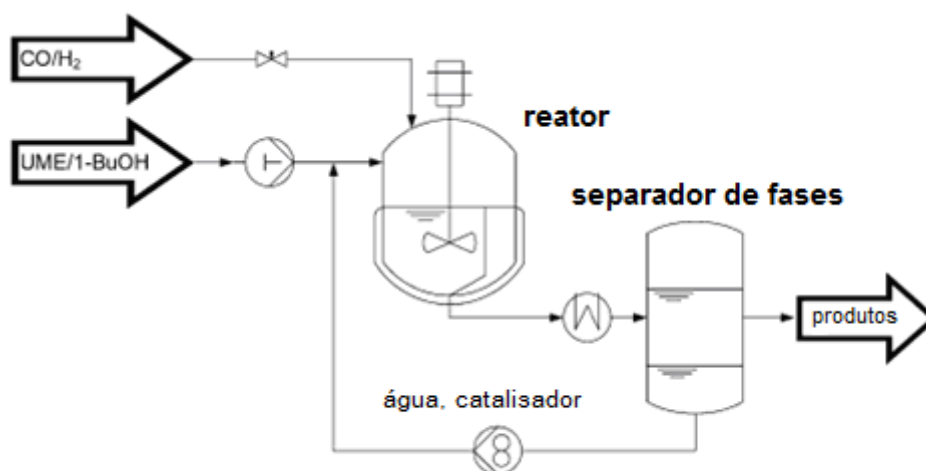 CO/H₂
reator
UME/1-BuOH
separador de fases
produtos
água, catalisador